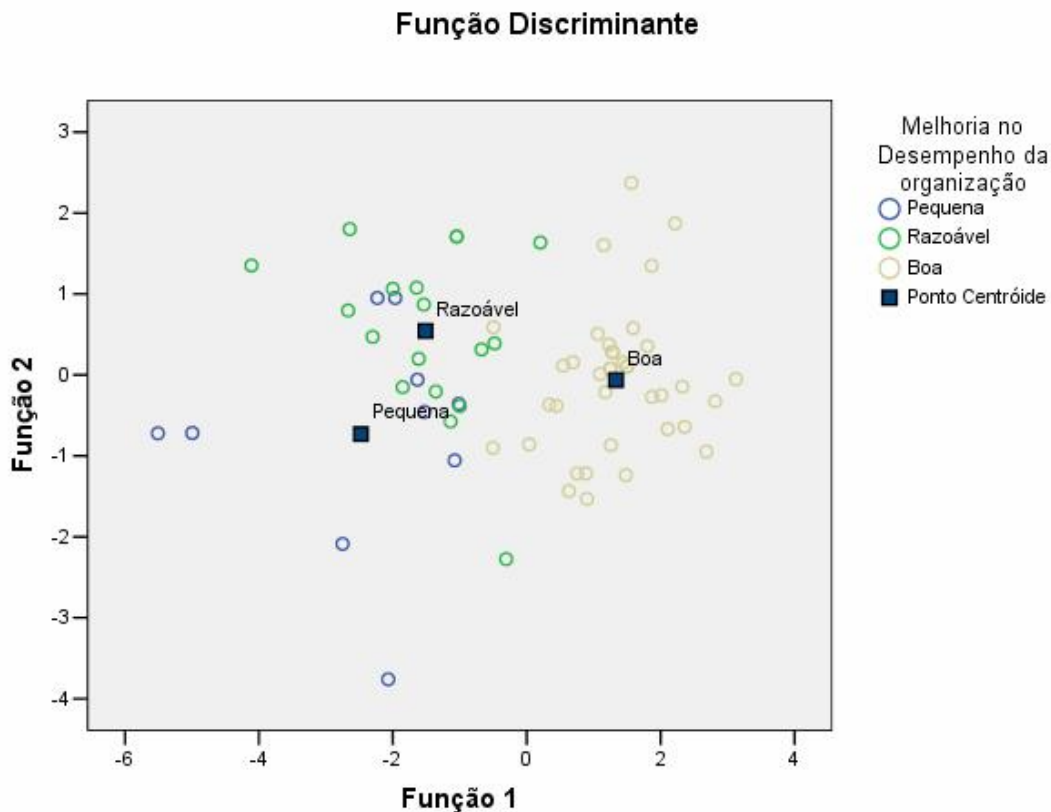 Função Discriminante
Melhoria no
Desempenho da
organização
Pequena
Razoável
Boa
Ponto Centróide
3
2
1
0
-1
-2
-3
-4
Função 2
Razoável
Boa
Pequena
-6
-4
-2
0
2
4
Função 1